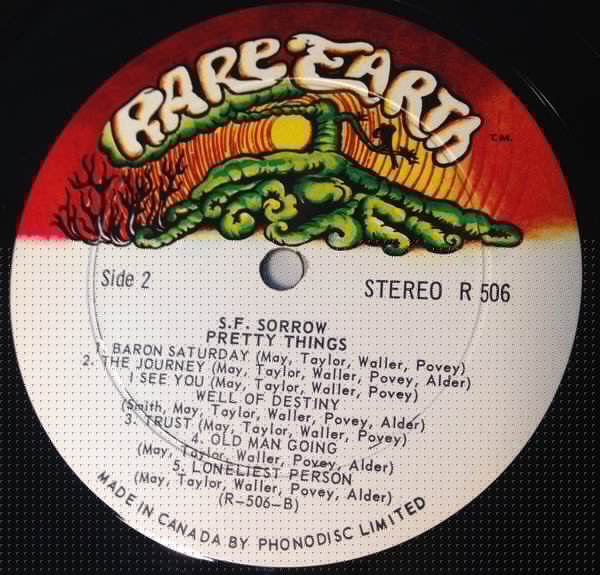 RARE EARTH
T.M.
Side 2
STEREO R 506
S.F. SORROW
PRETTY THINGS
1. BARON SATURDAY (May, Taylor, Waller, Povey)
2. THE JOURNEY (May, Taylor, Waller, Povey, Alder)
I SEE YOU (May, Taylor, Waller, Povey)
WELL OF DESTINY
(Smith, May, Taylor, Waller, Povey, Alder)
3. TRUST (May, Taylor, Waller, Povey)
4. OLD MAN GOING
(May, Taylor, Waller, Povey, Alder)
5. LONELIEST PERSON
(May, Taylor, Waller, Povey, Alder)
(R-506-B)
MADE IN CANADA BY PHONODISC LIMITED